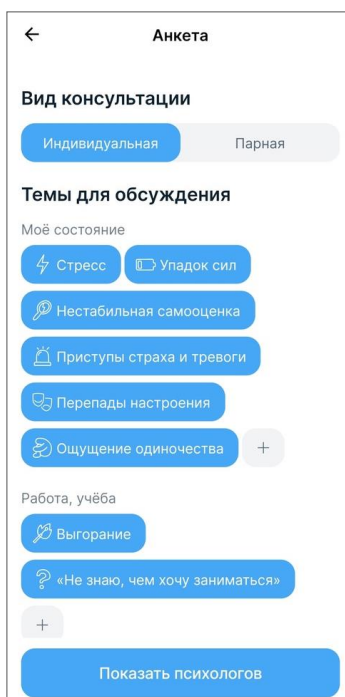 Анкета
Вид консультации
Индивидуальная Парная
Темы для обсуждения
Моё состояние
Стресс Упадок сил
Нестабильная самооценка
Приступы страха и тревоги
Перепады настроения
Ощущение одиночества +
Работа, учёба
Выгорание
«Не знаю, чем хочу заниматься»
+
Показать психологов